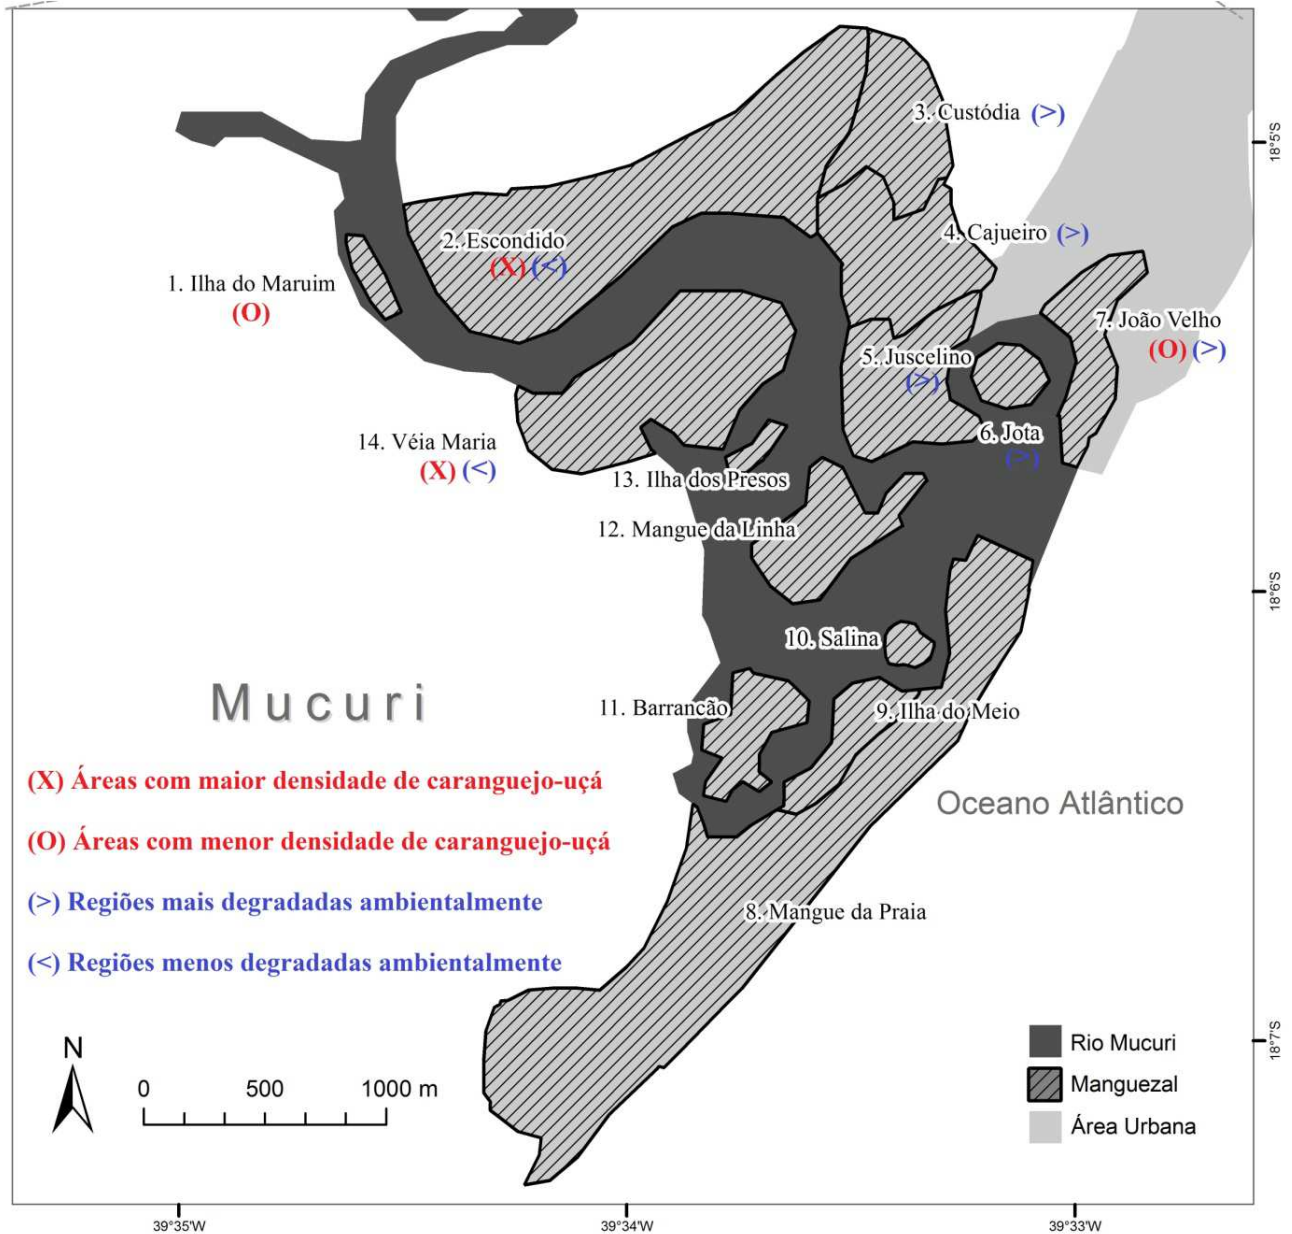 3. Custódia (>)
18°5'S
4. Cajueiro (>)
2. Escondido
(X) (<)
1. Ilha do Maruim
(O)
7. João Velho
(O) (>)
5. Juscelino
(>)
6. Jota
(>)
14. Véia Maria
(X) (<)
13. Ilha dos Presos
12. Mangue da Linha
18°6'S
10. Salina
Mucuri
11. Barrancão
9. Ilha do Meio
(X) Áreas com maior densidade de caranguejo-uçá
Oceano Atlântico
(O) Áreas com menor densidade de caranguejo-uçá
(>) Regiões mais degradadas ambientalmente
8. Mangue da Praia
(<) Regiões menos degradadas ambientalmente
N
0 500 1000 m
Rio Mucuri
18°7'S
Manguezal
Área Urbana
39°35'W 39°34'W 39°33'W